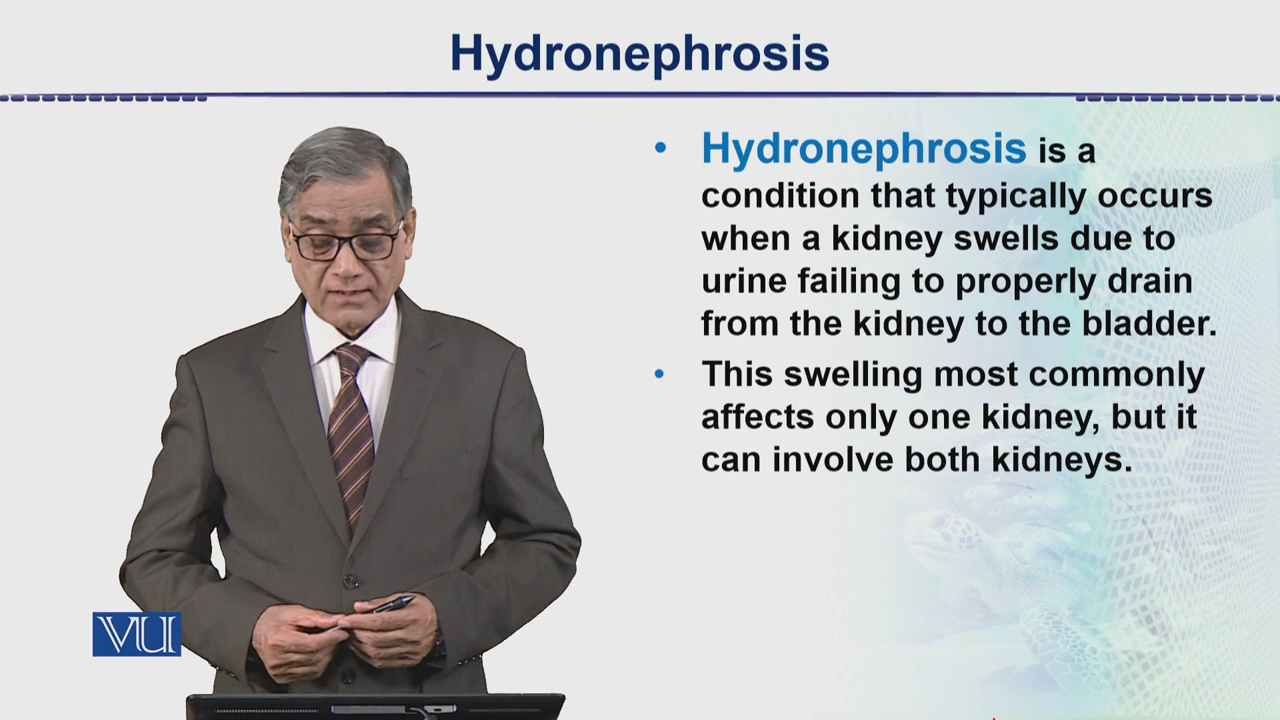 Hydronephrosis
• Hydronephrosis is a
condition that typically occurs
when a kidney swells due to
urine failing to properly drain
from the kidney to the bladder.
• This swelling most commonly
affects only one kidney, but it
can involve both kidneys.
VU